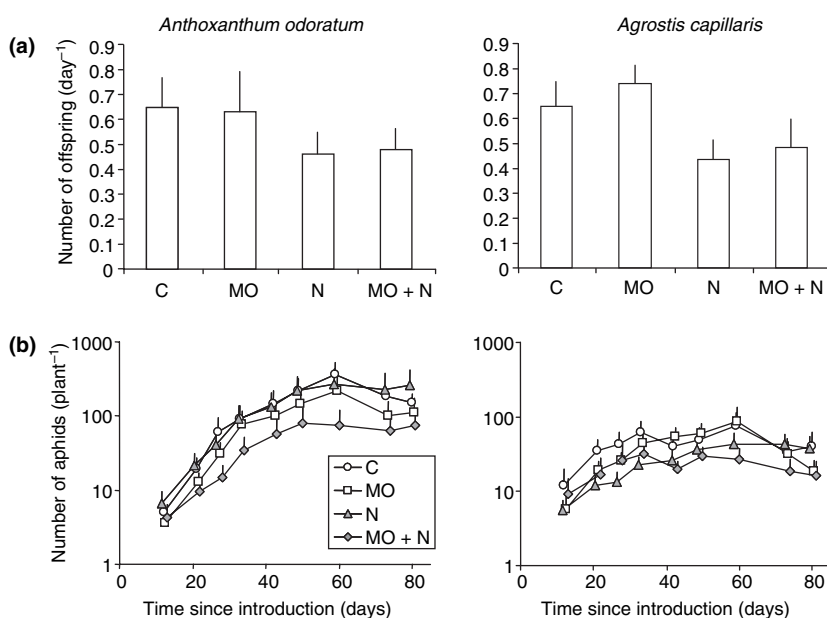 Anthoxanthum odoratum
Agrostis capillaris
(a)
Number of offspring (day⁻¹)
0.9
0.8
0.7
0.6
0.5
0.4
0.3
0.2
0.1
0
C MO N MO + N
0.9
0.8
0.7
0.6
0.5
0.4
0.3
0.2
0.1
0
C MO N MO + N
(b)
Number of aphids (plant⁻¹)
1000
100
10
1
0 20 40 60 80
Time since introduction (days)
C
MO
N
MO + N
1000
100
10
1
0 20 40 60 80
Time since introduction (days)